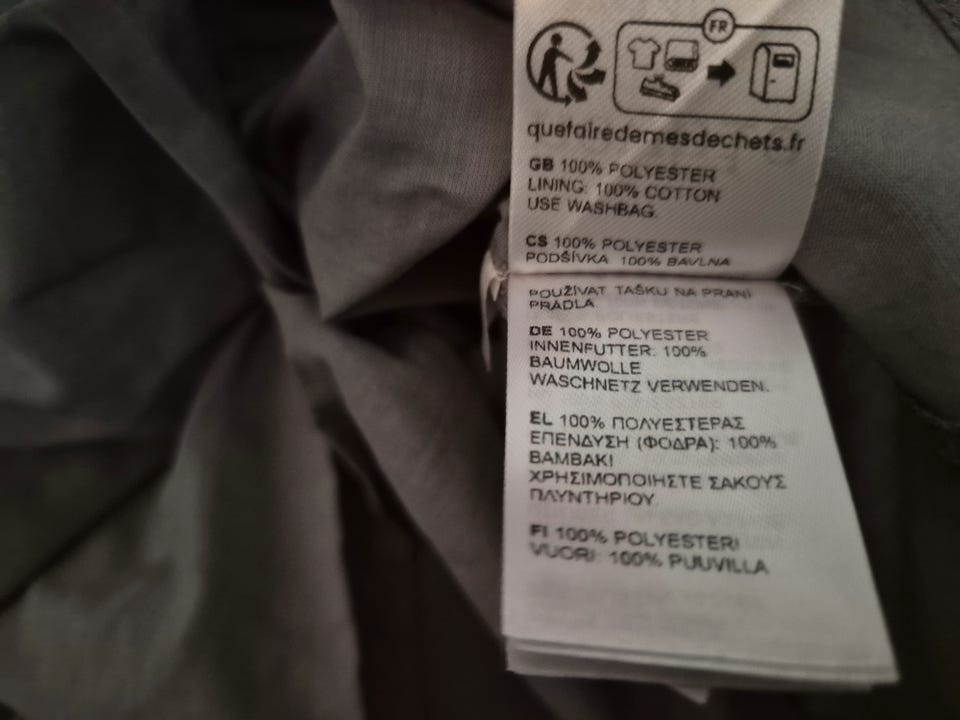 FR
quefairedemesdechets.fr
GB 100% POLYESTER
LINING: 100% COTTON
USE WASHBAG.
CS 100% POLYESTER
PODŠÍVKA 100% BAVLNA
POUŽÍVAT TAŠKU NA PRANÍ
PRÁDLA
DE 100% POLYESTER
INNENFUTTER: 100%
BAUMWOLLE
WASCHNETZ VERWENDEN.
EL 100% ΠΟΛΥΕΣΤΕΡΑΣ
ΕΠΕΝΔΥΣΗ (ΦΟΔΡΑ): 100%
ΒΑΜΒΑΚΙ
ΧΡΗΣΙΜΟΠΟΙΗΣΤΕ ΣΑΚΟΥΣ
ΠΛΥΝΤΗΡΙΟΥ
FI 100% POLYESTERI
VUORI: 100% PUUVILLA